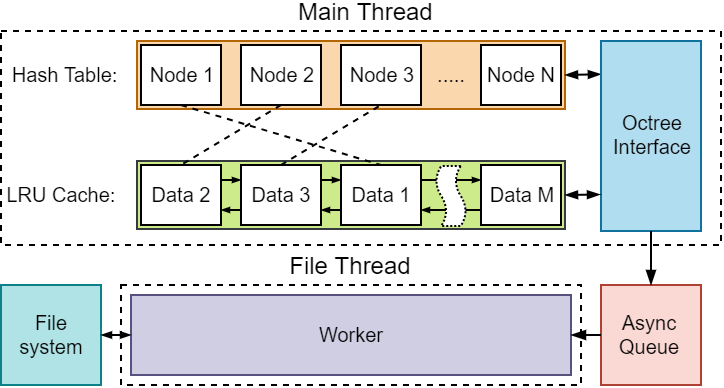 Main Thread
Hash Table:
Node 1
Node 2
Node 3
.....
Node N
Octree
Interface
LRU Cache:
Data 2
Data 3
Data 1
Data M
File Thread
File
system
Worker
Async
Queue